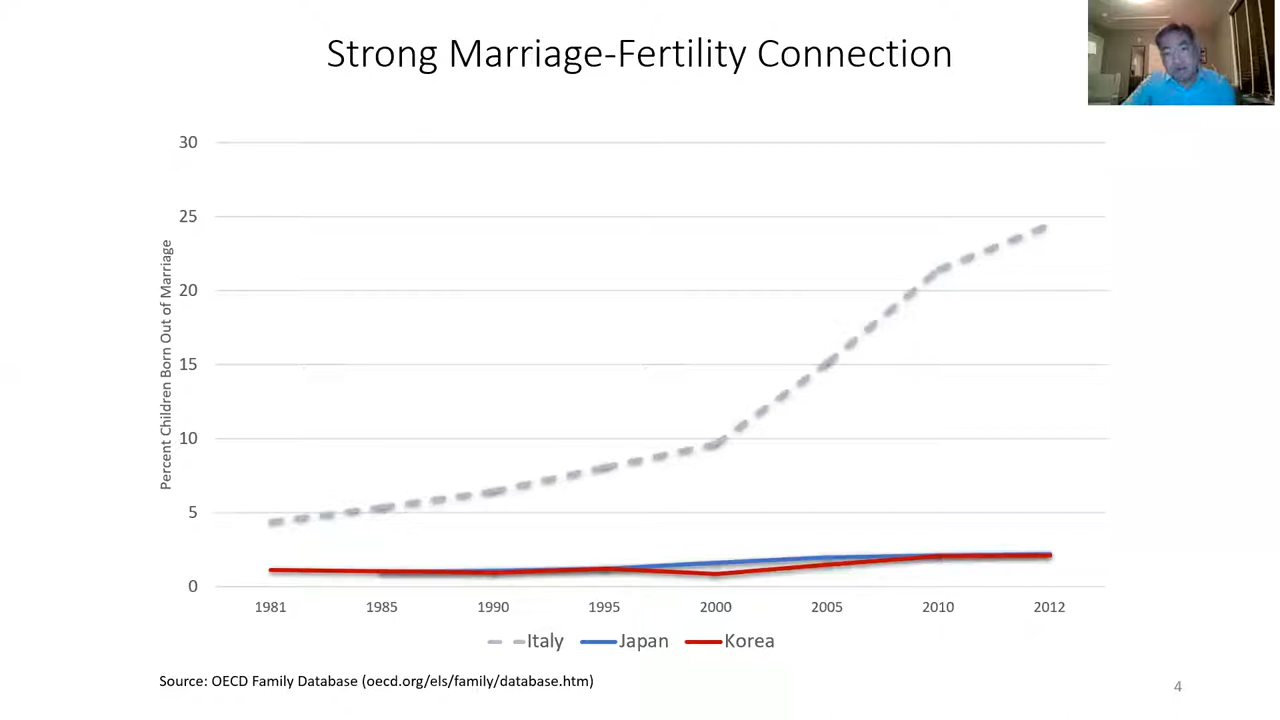 Strong Marriage-Fertility Connection
30
25
20
15
10
5
0
Percent Children Born Out of Marriage
1981 1985 1990 1995 2000 2005 2010 2012
Italy Japan Korea
Source: OECD Family Database (oecd.org/els/family/database.htm)
4